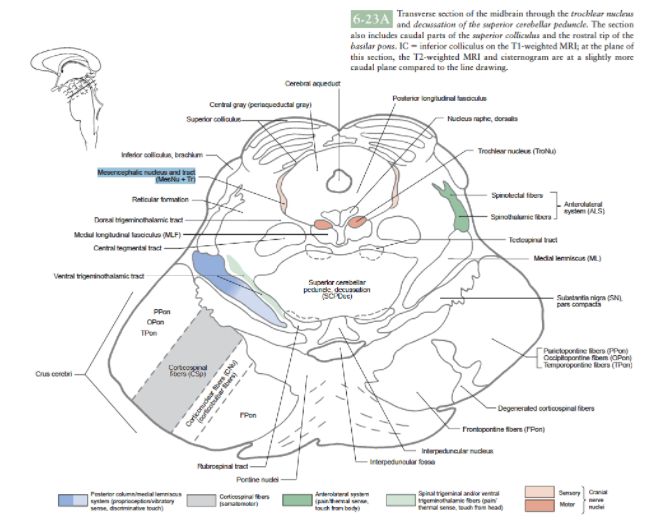 6-23A Transverse section of the midbrain through the trochlear nucleus
and decussation of the superior cerebellar peduncle. The section
also includes caudal parts of the superior colliculus and the rostral tip of the
basilar pons. IC = inferior colliculus on the T1-weighted MRI; at the plane of
this section, the T2-weighted MRI and cisternogram are at a slightly more
caudal plane compared to the line drawing.
Cerebral aqueduct
Central gray (periaqueductal gray)
Posterior longitudinal fasciculus
Superior colliculus
Nucleus raphe, dorsalis
Inferior colliculus, brachium
Trochlear nucleus (TroNu)
Mesencephalic nucleus and tract
(MesNu + Tr)
Reticular formation
Spinotectal fibers
Anterolateral
system (ALS)
Spinothalamic fibers
Dorsal trigeminothalamic tract
Medial longitudinal fasciculus (MLF)
Tectospinal tract
Central tegmental tract
Medial lemniscus (ML)
Ventral trigeminothalamic tract
Superior cerebellar
peduncle, decussation
(SCPDec)
Substantia nigra (SN),
pars compacta
PPon
OPon
TPon
Parietopontine fibers (PPon)
Occipitopontine fibers (OPon)
Temporopontine fibers (TPon)
Crus cerebri
Corticospinal
fibers (CSp)
Corticonuclear fibers (CNu)
(corticobulbar fibers)
FPon
Degenerated corticospinal fibers
Frontopontine fibers (FPon)
Interpeduncular nucleus
Rubrospinal tract
Interpeduncular fossa
Pontine nuclei
Posterior column/medial lemniscus
system (proprioception/vibratory
sense, discriminative touch)
Corticospinal fibers
(somatomotor)
Anterolateral system
(pain/thermal sense,
touch from body)
Spinal trigeminal and/or ventral
trigeminothalamic fibers (pain/
thermal sense, touch from head)
Sensory
Motor
Cranial
nerve
nuclei